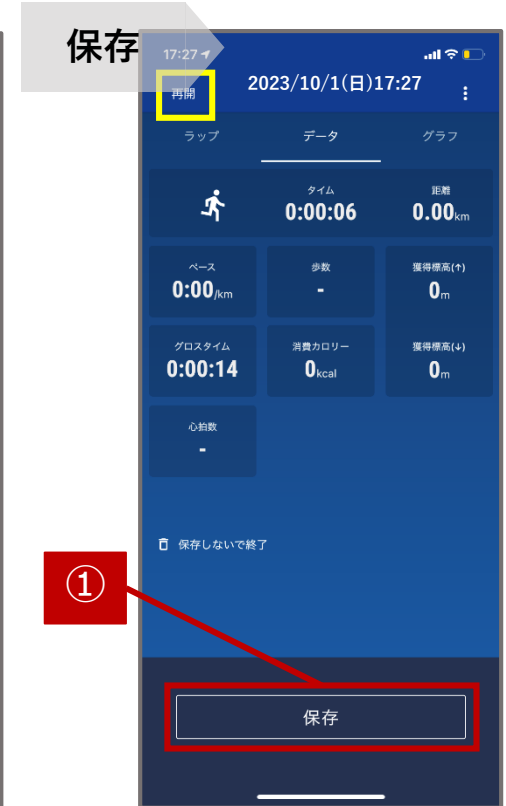 保存
17:27
再開
2023/10/1(日)17:27
ラップ データ グラフ
タイム 距離
0:00:06 0.00km
ペース 歩数 獲得標高(↑)
0:00/km - 0m
グロスタイム 消費カロリー 獲得標高(↓)
0:00:14 0kcal 0m
心拍数
-
保存しないで終了
①
保存